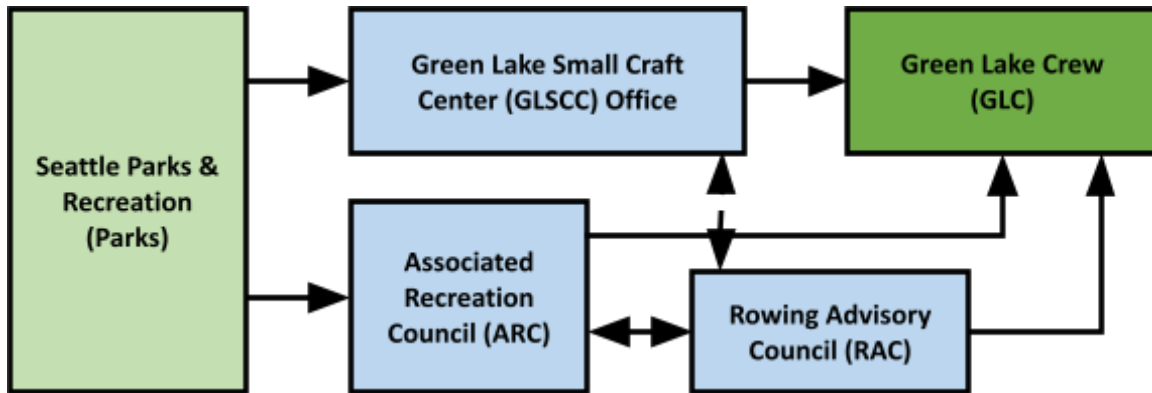 Seattle Parks &
Recreation
(Parks)
Green Lake Small Craft
Center (GLSCC) Office
Green Lake Crew
(GLC)
Associated
Recreation
Council (ARC)
Rowing Advisory
Council (RAC)